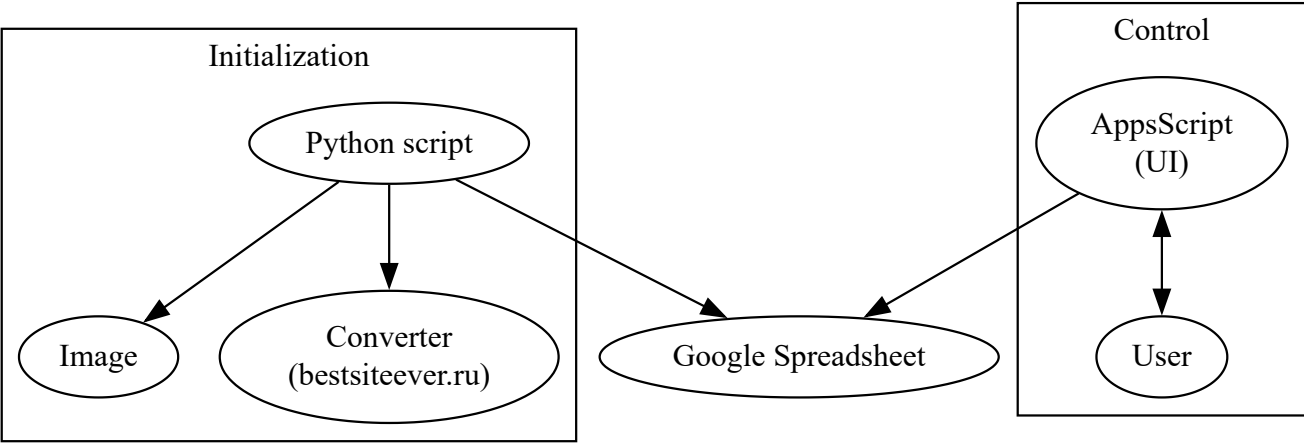 Initialization
Control
Python script
AppsScript
(UI)
Image
Converter
(bestsiteever.ru)
Google Spreadsheet
User